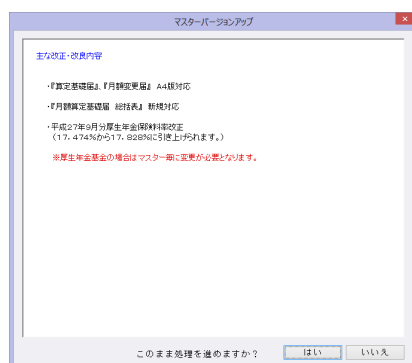 マスターバージョンアップ
主な改正・改良内容
・『算定基礎届』、『月額変更届』 A4版対応
・『月額算定基礎届 総括表』 新規対応
・平成27年9月分厚生年金保険料率改正
（17.474%から17.828%に引き上げられます。）
※厚生年金基金の場合はマスター毎に変更が必要となります。
このまま処理を進めますか？
はい
いいえ